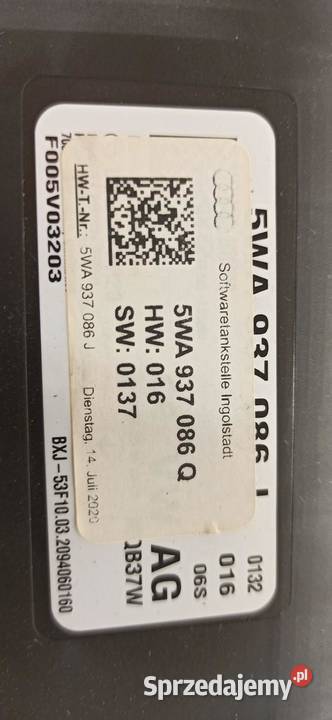 Softwaretankstelle Ingolstadt
5WA 937 086 Q
HW: 016
SW: 0137
HW-T.-Nr.: 5WA 937 086 J
Dienstag, 14. Juli 2020
5WA 937 086 J
0132
016
06S
AG
QB37W
F005V03203
BXJ-53F10.03.2094060160
Sprzedajemy.pl